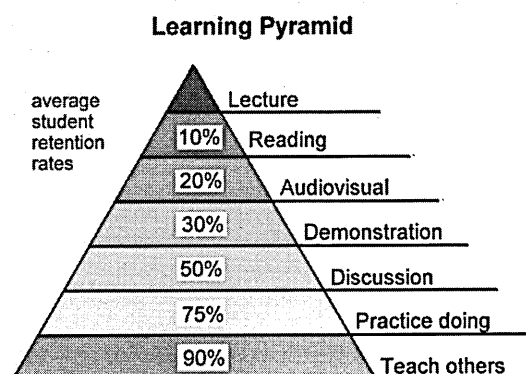 Learning Pyramid
average
student
retention
rates
Lecture
10% Reading
20% Audiovisual
30% Demonstration
50% Discussion
75% Practice doing
90% Teach others